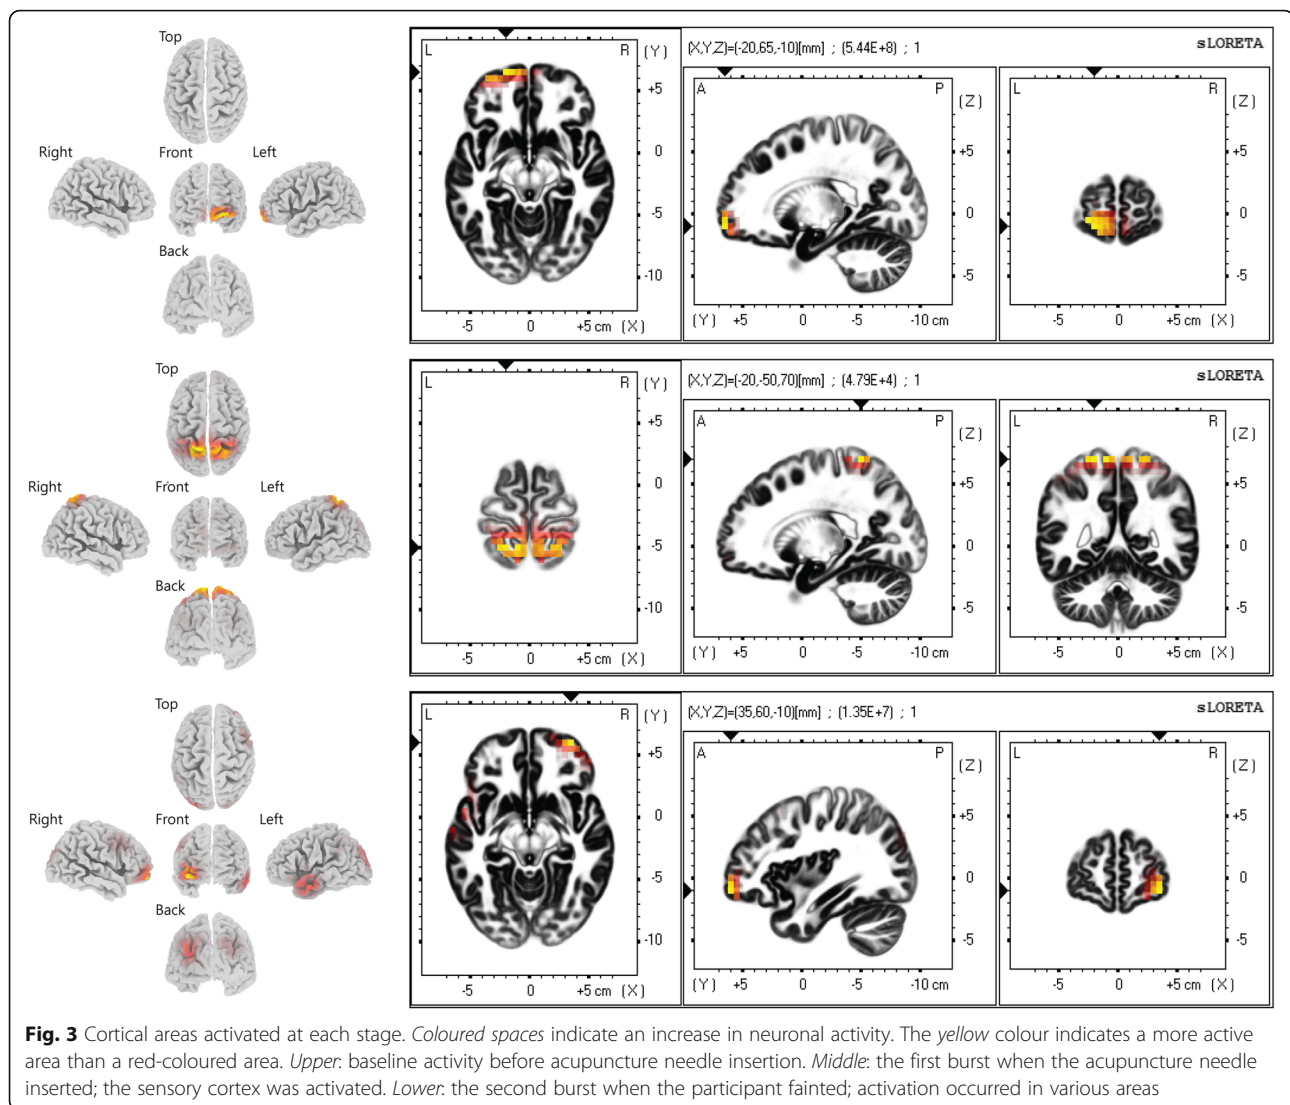 Top
Right
Front
Left
Back
L
R
(Y)
+5
0
-5
-10
-5
0
+5 cm
(X)
(X,Y,Z)=(-20,65,-10)[mm] ; (5.44E+8) ; 1
sLORETA
A
P
(Z)
+5
0
-5
(Y)
+5
0
-5
-10 cm
L
R
(Z)
+5
0
-5
-5
0
+5 cm
(X)
Top
Right
Front
Left
Back
L
R
(Y)
+5
0
-5
-10
-5
0
+5 cm
(X)
(X,Y,Z)=(-20,-50,70)[mm] ; (4.79E+4) ; 1
sLORETA
A
P
(Z)
+5
0
-5
(Y)
+5
0
-5
-10 cm
L
R
(Z)
+5
0
-5
-5
0
+5 cm
(X)
Top
Right
Front
Left
Back
L
R
(Y)
+5
0
-5
-10
-5
0
+5 cm
(X)
(X,Y,Z)=(35,60,-10)[mm] ; (1.35E+7) ; 1
sLORETA
A
P
(Z)
+5
0
-5
(Y)
+5
0
-5
-10 cm
L
R
(Z)
+5
0
-5
-5
0
+5 cm
(X)
Fig. 3 Cortical areas activated at each stage. Coloured spaces indicate an increase in neuronal activity. The yellow colour indicates a more active
area than a red-coloured area. Upper: baseline activity before acupuncture needle insertion. Middle: the first burst when the acupuncture needle
inserted; the sensory cortex was activated. Lower: the second burst when the participant fainted; activation occurred in various areas